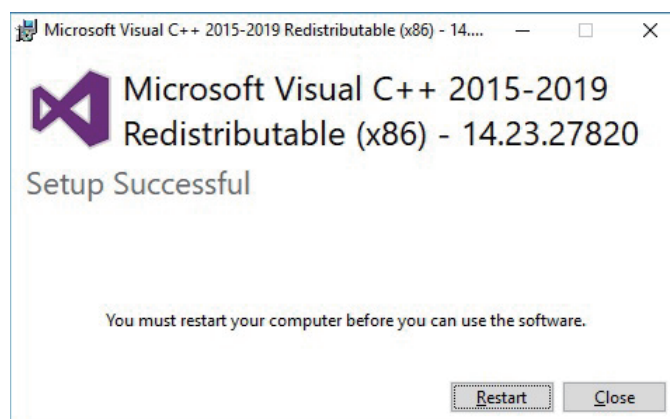 Microsoft Visual C++ 2015-2019 Redistributable (x86) - 14....
Microsoft Visual C++ 2015-2019
Redistributable (x86) - 14.23.27820
Setup Successful
You must restart your computer before you can use the software.
Restart Close